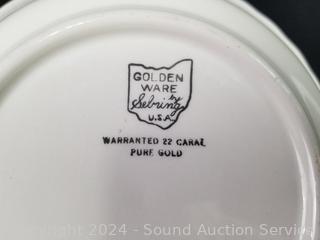 GOLDEN
WARE
by
Sebring
U.S.A.
WARRANTED 22 CARAT
PURE GOLD
Copyright 2024 - Sound Auction Service